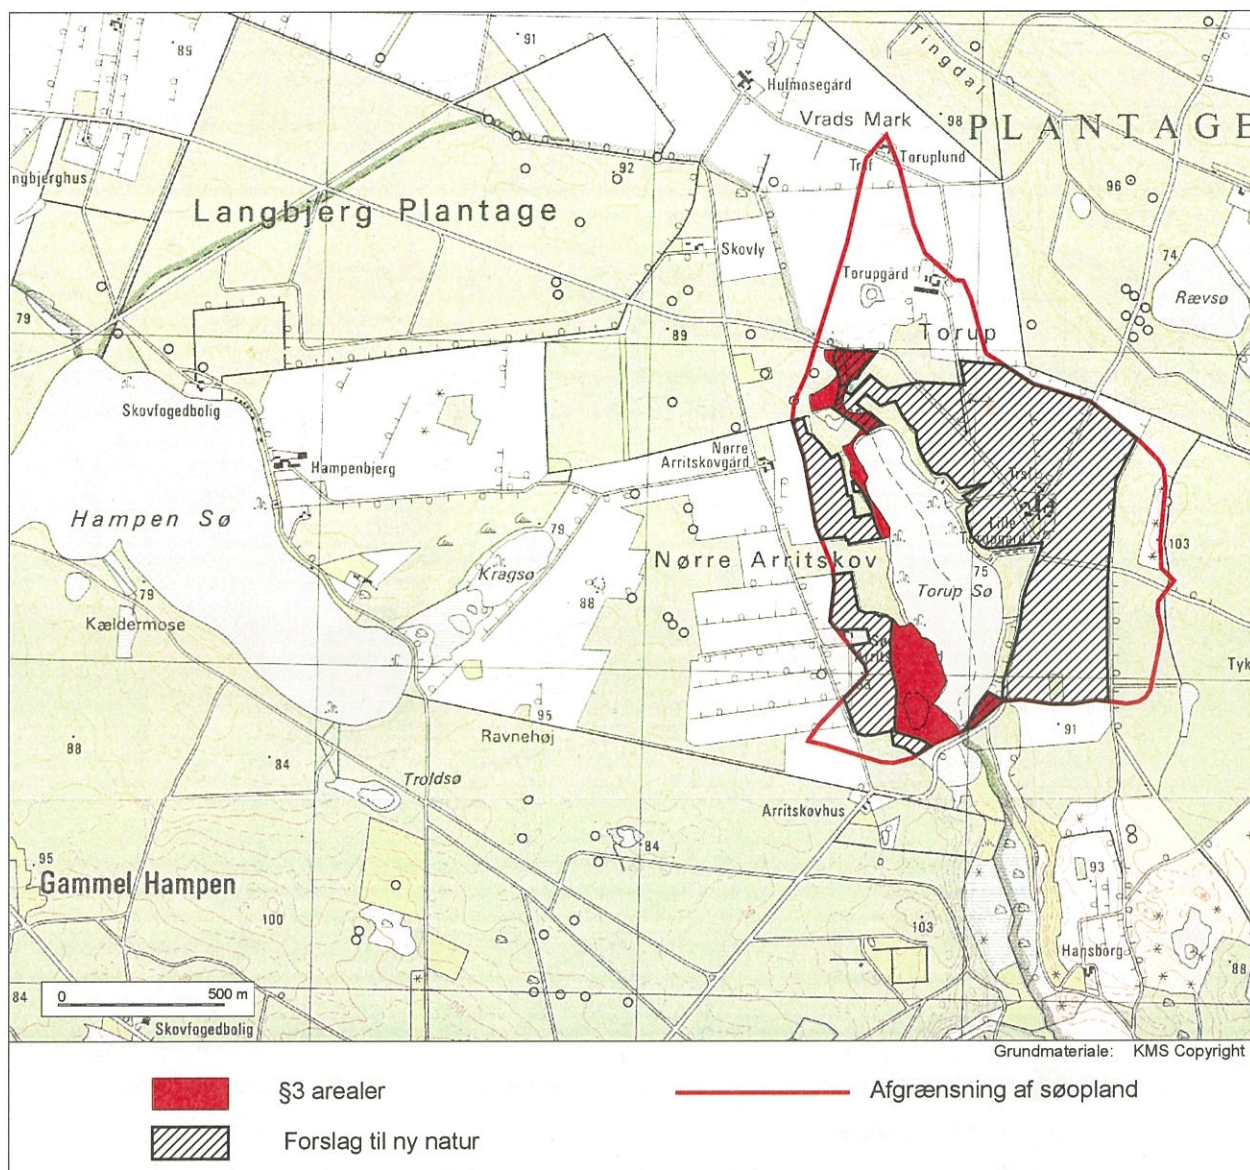 89
91
Hulmosegård
Tingdal
Vrads Mark
98
PLANTAGE
Toruplund
Traf
92
ngbjerghus
96
Langbjerg Plantage
Skovly
74
Torupgård
Rævsø
79
89
Torup
Skovfogedbolig
Nørre
Arritskovgård
Hampenbjerg
Trsf
Hampen Sø
Lille
Torupgård
79
103
Kragsø
Nørre Arritskov
75
88
Torup Sø
79
Kældermose
Tyk
95
88
Ravnehøj
91
84
Troldsø
Arritskovhus
84
95
93
Gammel Hampen
100
103
Hansborg
88
84
0 500 m
Skovfogedbolig
Grundmateriale: KMS Copyright
§3 arealer
Afgrænsning af søopland
Forslag til ny natur